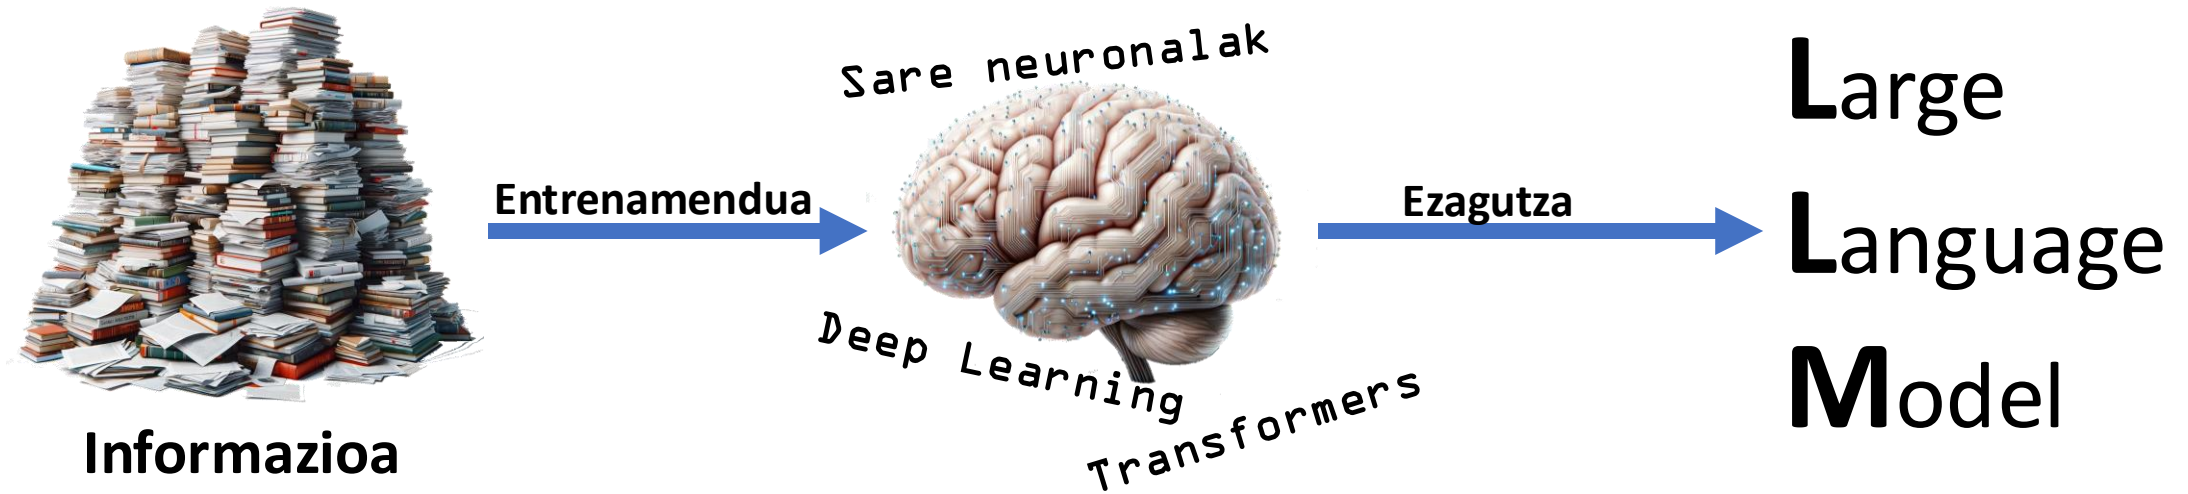 Informazioa
Entrenamendua
Sare neuronalak
Deep Learning
Transformers
Ezagutza
Large
Language
Model